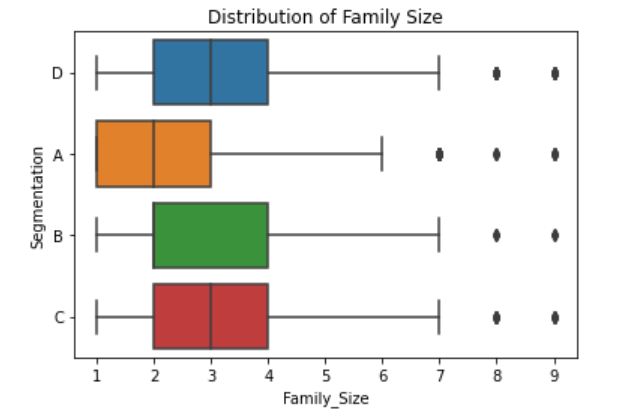 Distribution of Family Size
Segmentation
D
A
B
C
1 2 3 4 5 6 7 8 9
Family_Size